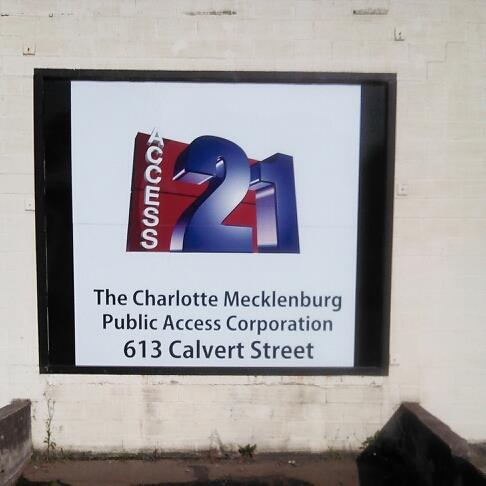 ACCESS
21
The Charlotte Mecklenburg
Public Access Corporation
613 Calvert Street